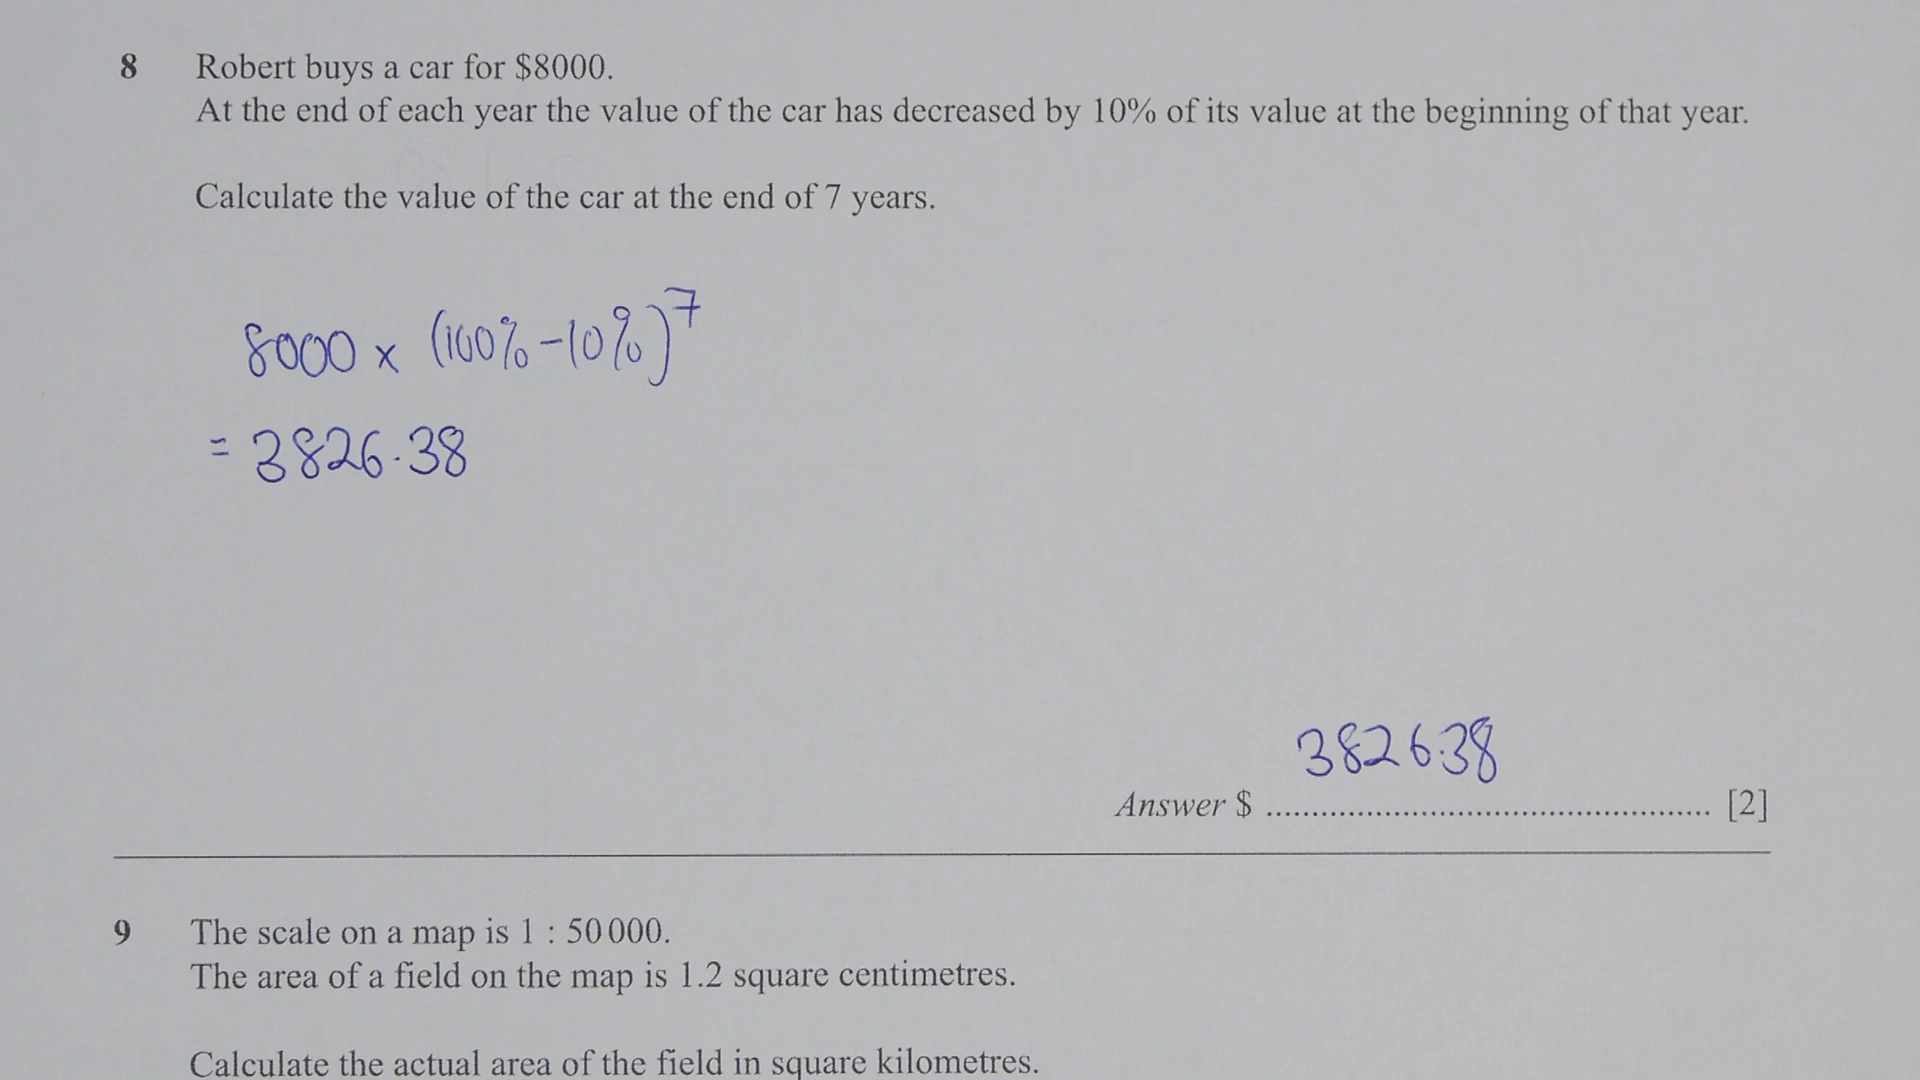 8 Robert buys a car for $8000.
At the end of each year the value of the car has decreased by 10% of its value at the beginning of that year.
Calculate the value of the car at the end of 7 years.
8000 x (100% - 10%)⁷
= 3826.38
3826.38
Answer $ .................................................. [2]
9 The scale on a map is 1 : 50 000.
The area of a field on the map is 1.2 square centimetres.
Calculate the actual area of the field in square kilometres.